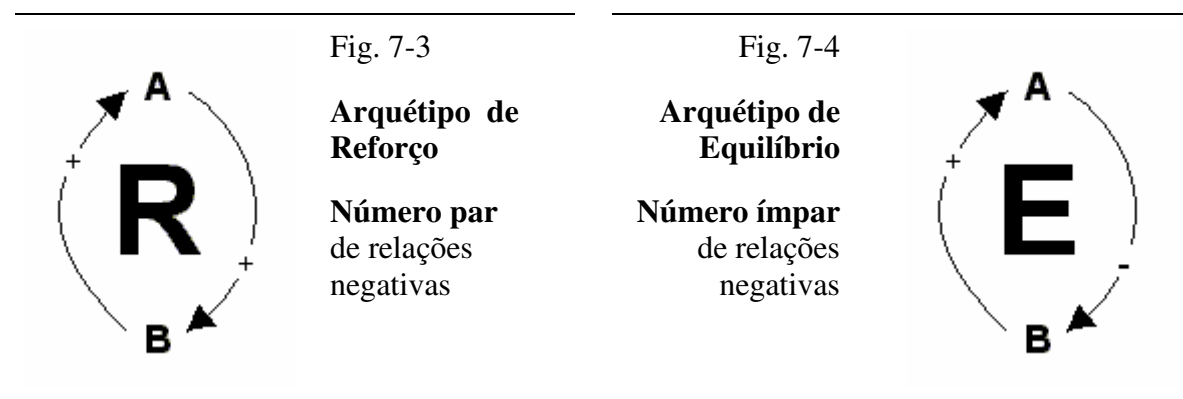 Fig. 7-3
Arquétipo de
Reforço
Número par
de relações
negativas
A
+
R
+
B
Fig. 7-4
Arquétipo de
Equilíbrio
Número ímpar
de relações
negativas
A
+
E
-
B